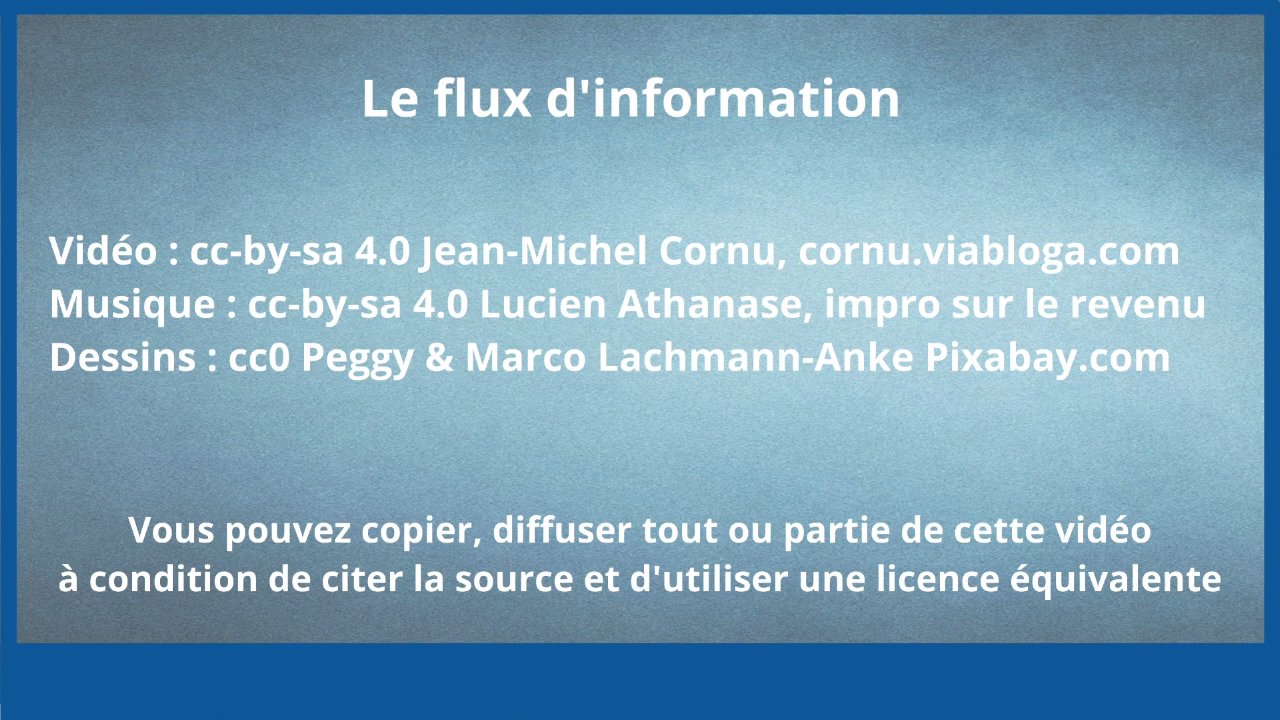 Le flux d'information
Vidéo : cc-by-sa 4.0 Jean-Michel Cornu, cornu.viabloga.com
Musique : cc-by-sa 4.0 Lucien Athanase, impro sur le revenu
Dessins : cc0 Peggy & Marco Lachmann-Anke Pixabay.com
Vous pouvez copier, diffuser tout ou partie de cette vidéo
à condition de citer la source et d'utiliser une licence équivalente